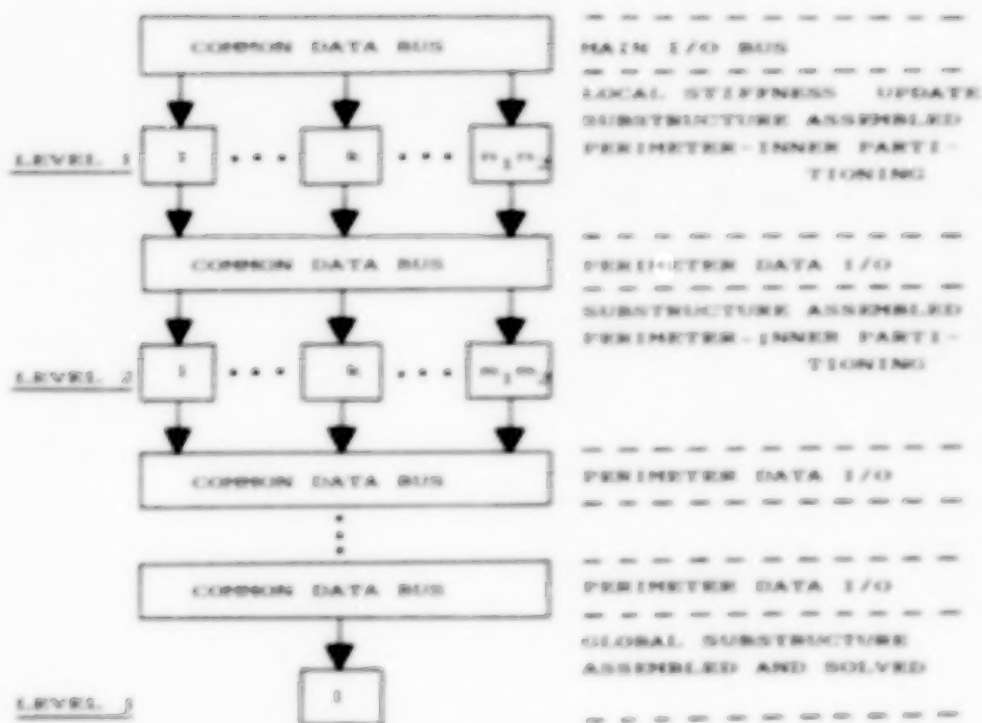 COMMON DATA BUS
MAIN I/O BUS
LOCAL STIFFNESS UPDATE
SUBSTRUCTURE ASSEMBLED
PERIMETER-INNER PARTI-
TIONING
LEVEL 1
1 ... k ... n₁n₂
COMMON DATA BUS
PERIMETER DATA I/O
SUBSTRUCTURE ASSEMBLED
PERIMETER-INNER PARTI-
TIONING
LEVEL 2
1 ... k ... m₁m₂
COMMON DATA BUS
PERIMETER DATA I/O
COMMON DATA BUS
PERIMETER DATA I/O
GLOBAL SUBSTRUCTURE
ASSEMBLED AND SOLVED
LEVEL
1